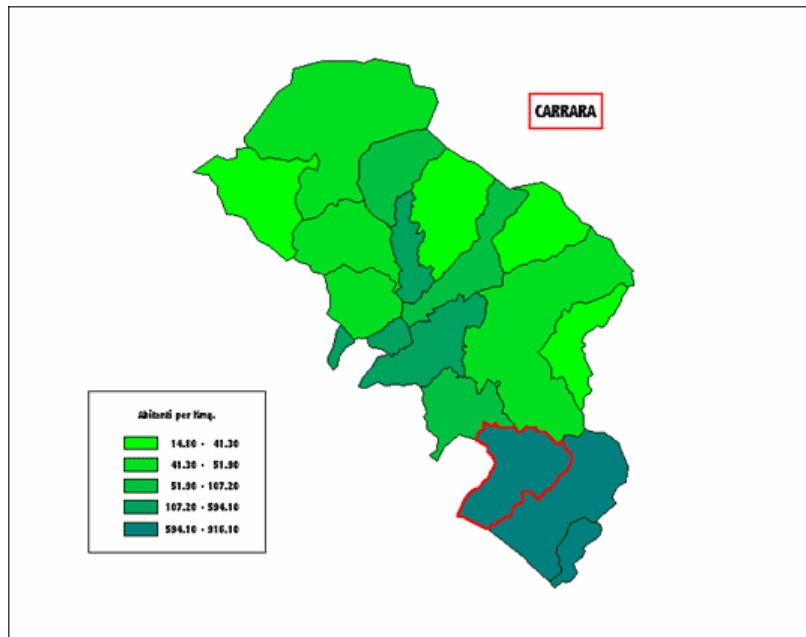 CARRARA
Abitanti per Kmq.
14.80 - 41.30
41.30 - 51.90
51.90 - 107.20
107.20 - 594.10
594.10 - 916.10